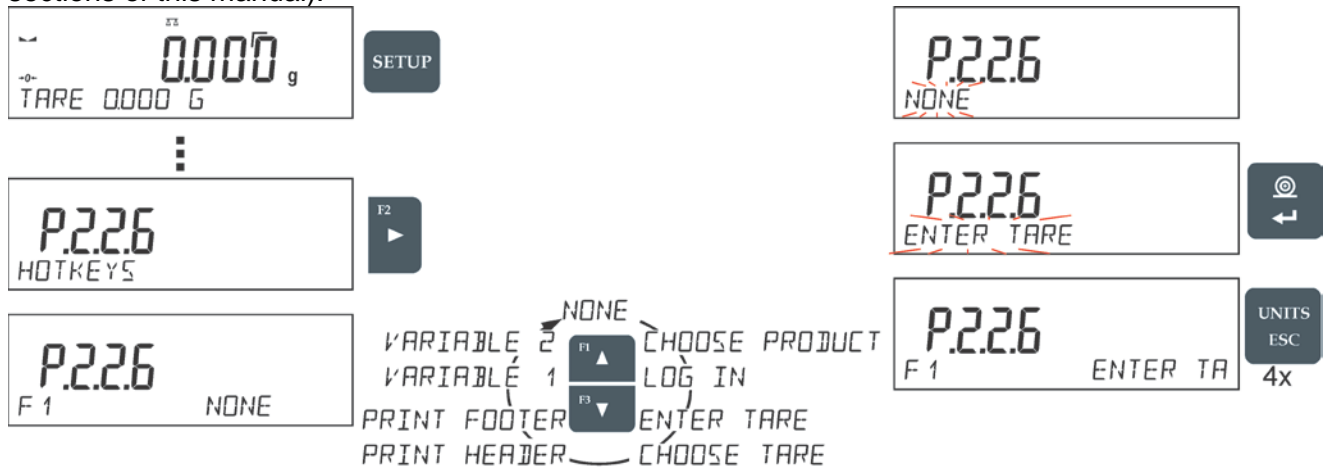 sections of this manual).
0.000 g
TARE 0.000 G
SETUP
P.2.2.6
HOTKEYS
F2
P.2.2.6
F1 NONE
NONE
VARIABLE 2 F1 CHOOSE PRODUCT
VARIABLE 1 LOG IN
PRINT FOOTER F3 ENTER TARE
PRINT HEADER CHOOSE TARE
P.2.2.6
NONE
P.2.2.6
ENTER TARE
P.2.2.6
F1 ENTER TA
UNITS
ESC
4x